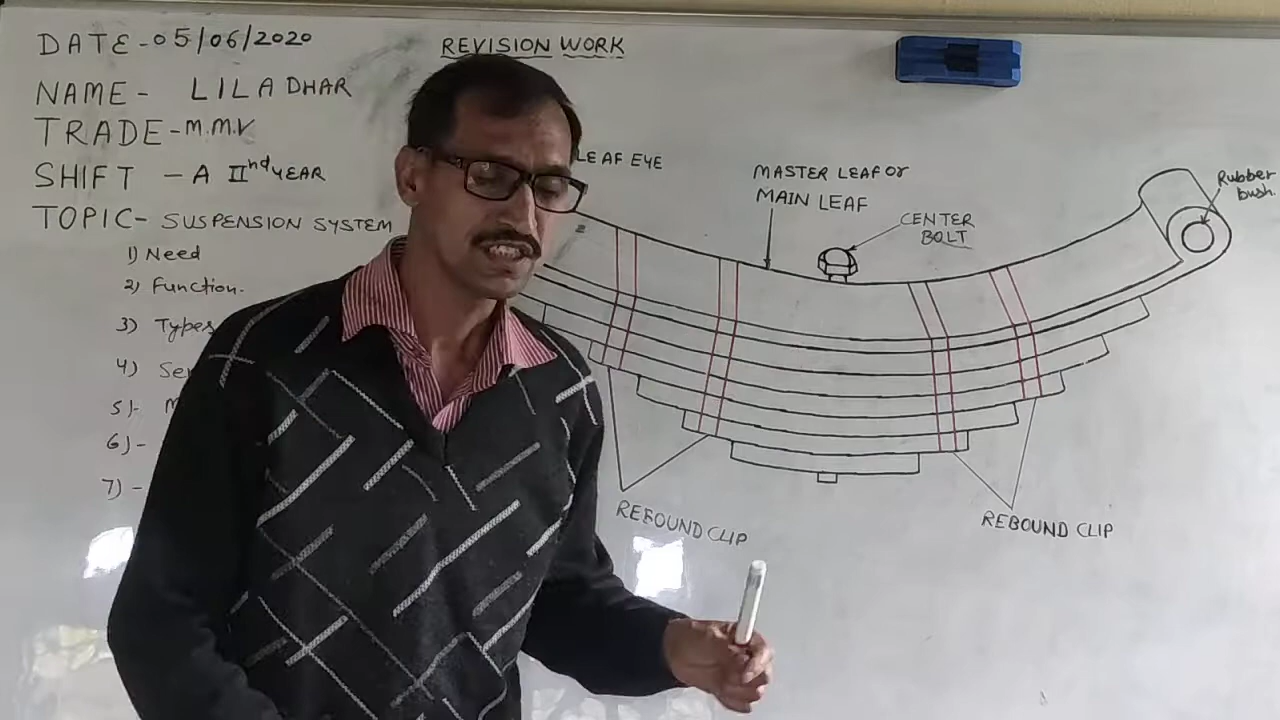 DATE-05/06/2020
REVISION WORK
NAME- LILADHAR
TRADE-M.M.V
SHIFT - A IInd YEAR
TOPIC- SUSPENSION SYSTEM
1) Need
2) Function.
3) Types
4) Se
5)- M
6)-
7)-
LEAF EYE
MASTER LEAF or
MAIN LEAF
CENTER
BOLT
Rubber
bush.
REBOUND CLIP
REBOUND CLIP